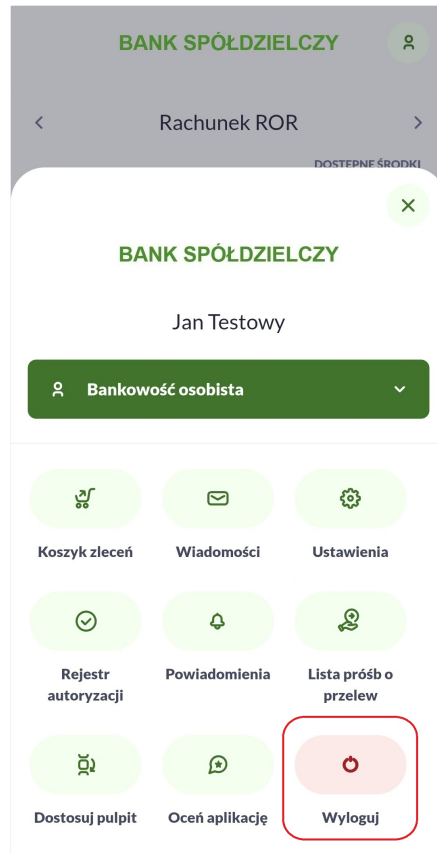 BANK SPÓŁDZIELCZY
Rachunek ROR
DOSTĘPNE ŚRODKI
BANK SPÓŁDZIELCZY
Jan Testowy
Bankowość osobista
Koszyk zleceń
Wiadomości
Ustawienia
Rejestr
autoryzacji
Powiadomienia
Lista próśb o
przelew
Dostosuj pulpit
Oceń aplikację
Wyloguj